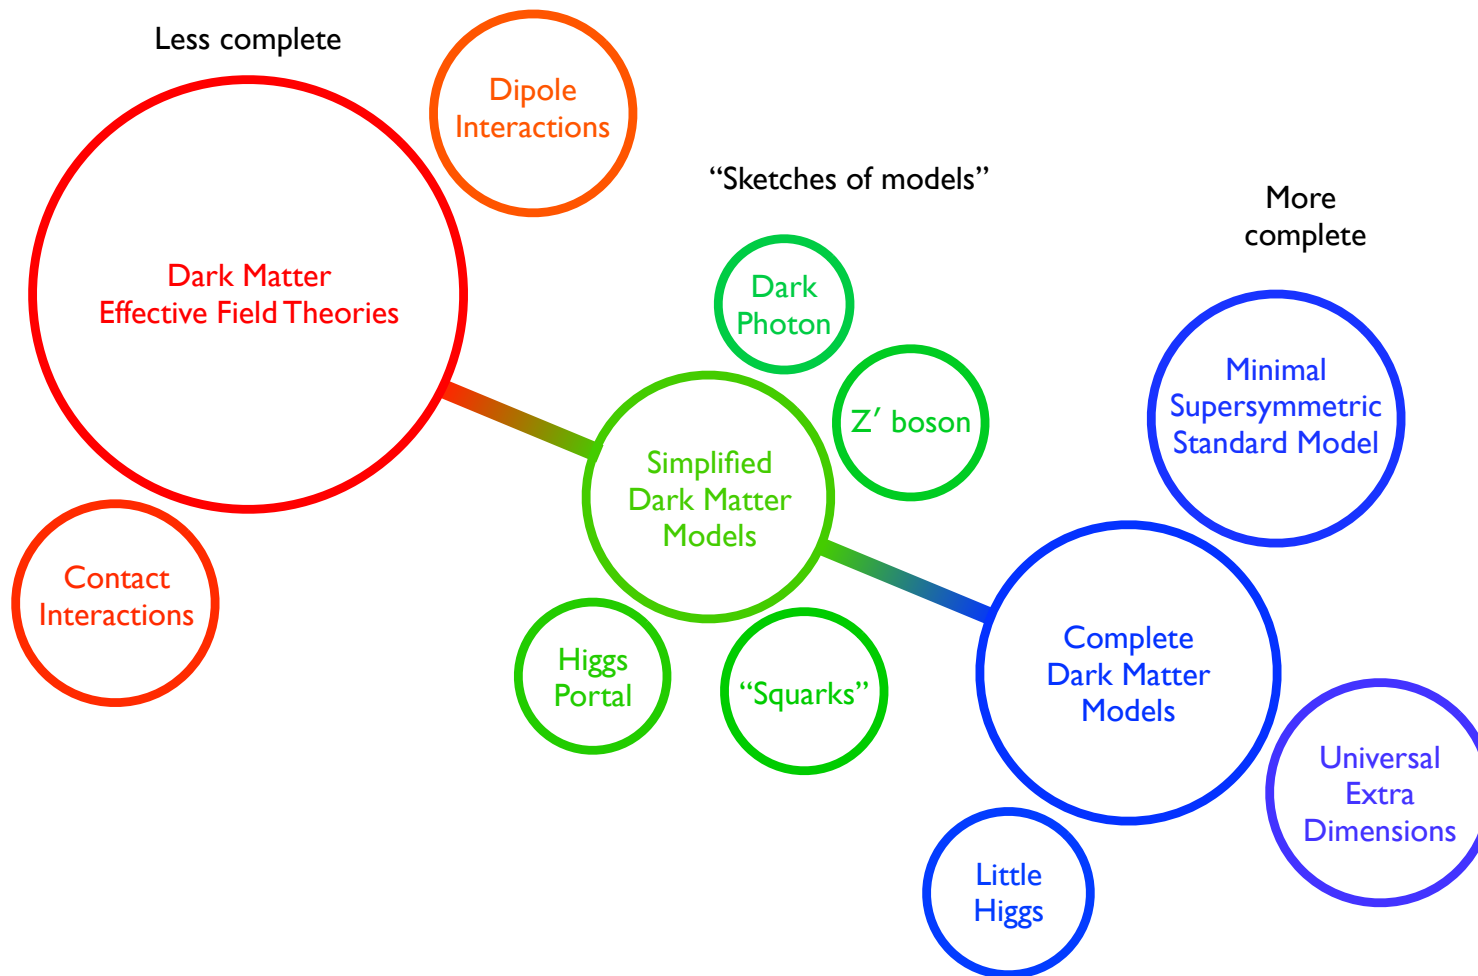 Less complete
Dipole
Interactions
“Sketches of models”
More
complete
Dark Matter
Effective Field Theories
Dark
Photon
Z′ boson
Minimal
Supersymmetric
Standard Model
Simplified
Dark Matter
Models
Contact
Interactions
Higgs
Portal
“Squarks”
Complete
Dark Matter
Models
Universal
Extra
Dimensions
Little
Higgs